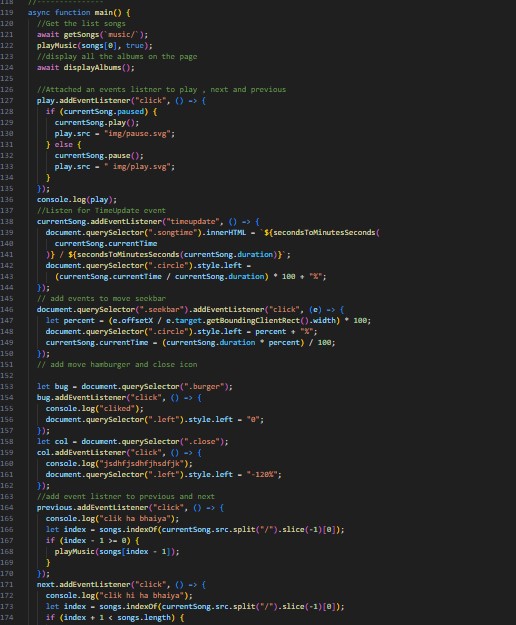 118 //---------------
119 async function main() {
120 //Get the list songs
121 await getSongs(`music/`);
122 playMusic(songs[0], true);
123 //display all the albums on the page
124 await displayAlbums();
125
126 //Attached an events listner to play , next and previous
127 play.addEventListener("click", () => {
128 if (currentSong.paused) {
129 currentSong.play();
130 play.src = "img/pause.svg";
131 } else {
132 currentSong.pause();
133 play.src = " img/play.svg";
134 }
135 });
136 console.log(play);
137 //Listen for TimeUpdate event
138 currentSong.addEventListener("timeupdate", () => {
139 document.querySelector(".songtime").innerHTML = `${secondsToMinutesSeconds(
140 currentSong.currentTime
141 )} / ${secondsToMinutesSeconds(currentSong.duration)}`;
142 document.querySelector(".circle").style.left =
143 (currentSong.currentTime / currentSong.duration) * 100 + "%";
144 });
145 // add events to move seekbar
146 document.querySelector(".seekbar").addEventListener("click", (e) => {
147 let percent = (e.offsetX / e.target.getBoundingClientRect().width) * 100;
148 document.querySelector(".circle").style.left = percent + "%";
149 currentSong.currentTime = (currentSong.duration * percent) / 100;
150 });
151 // add move hamburger and close icon
152
153 let bug = document.querySelector(".burger");
154 bug.addEventListener("click", () => {
155 console.log("cliked");
156 document.querySelector(".left").style.left = "0";
157 });
158 let col = document.querySelector(".close");
159 col.addEventListener("click", () => {
160 console.log("jsdhfjsdhfjhsdfjk");
161 document.querySelector(".left").style.left = "-120%";
162 });
163 //add event listner to previous and next
164 previous.addEventListener("click", () => {
165 console.log("clik ha bhaiya");
166 let index = songs.indexOf(currentSong.src.split("/").slice(-1)[0]);
167 if (index - 1 >= 0) {
168 playMusic(songs[index - 1]);
169 }
170 });
171 next.addEventListener("click", () => {
172 console.log("clik hi ha bhaiya");
173 let index = songs.indexOf(currentSong.src.split("/").slice(-1)[0]);
174 if (index + 1 < songs.length) {